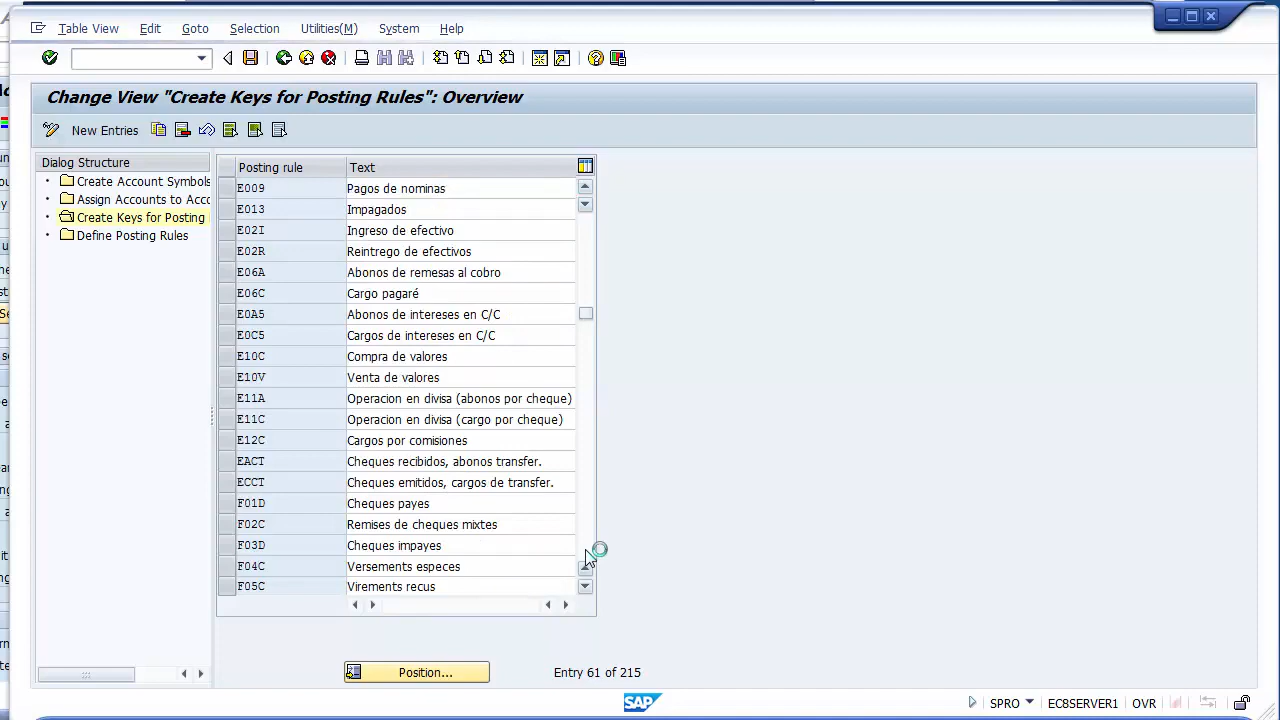 Table View Edit Goto Selection Utilities(M) System Help
Change View "Create Keys for Posting Rules": Overview
New Entries
Dialog Structure
Create Account Symbols
Assign Accounts to Acco
Create Keys for Posting
Define Posting Rules
Posting rule Text
E009 Pagos de nominas
E013 Impagados
E02I Ingreso de efectivo
E02R Reintrego de efectivos
E06A Abonos de remesas al cobro
E06C Cargo pagaré
E0A5 Abonos de intereses en C/C
E0C5 Cargos de intereses en C/C
E10C Compra de valores
E10V Venta de valores
E11A Operacion en divisa (abonos por cheque)
E11C Operacion en divisa (cargo por cheque)
E12C Cargos por comisiones
EACT Cheques recibidos, abonos transfer.
ECCT Cheques emitidos, cargos de transfer.
F01D Cheques payes
F02C Remises de cheques mixtes
F03D Cheques impayes
F04C Versements especes
F05C Virements recus
Position... Entry 61 of 215
SAP SPRO EC8SERVER1 OVR